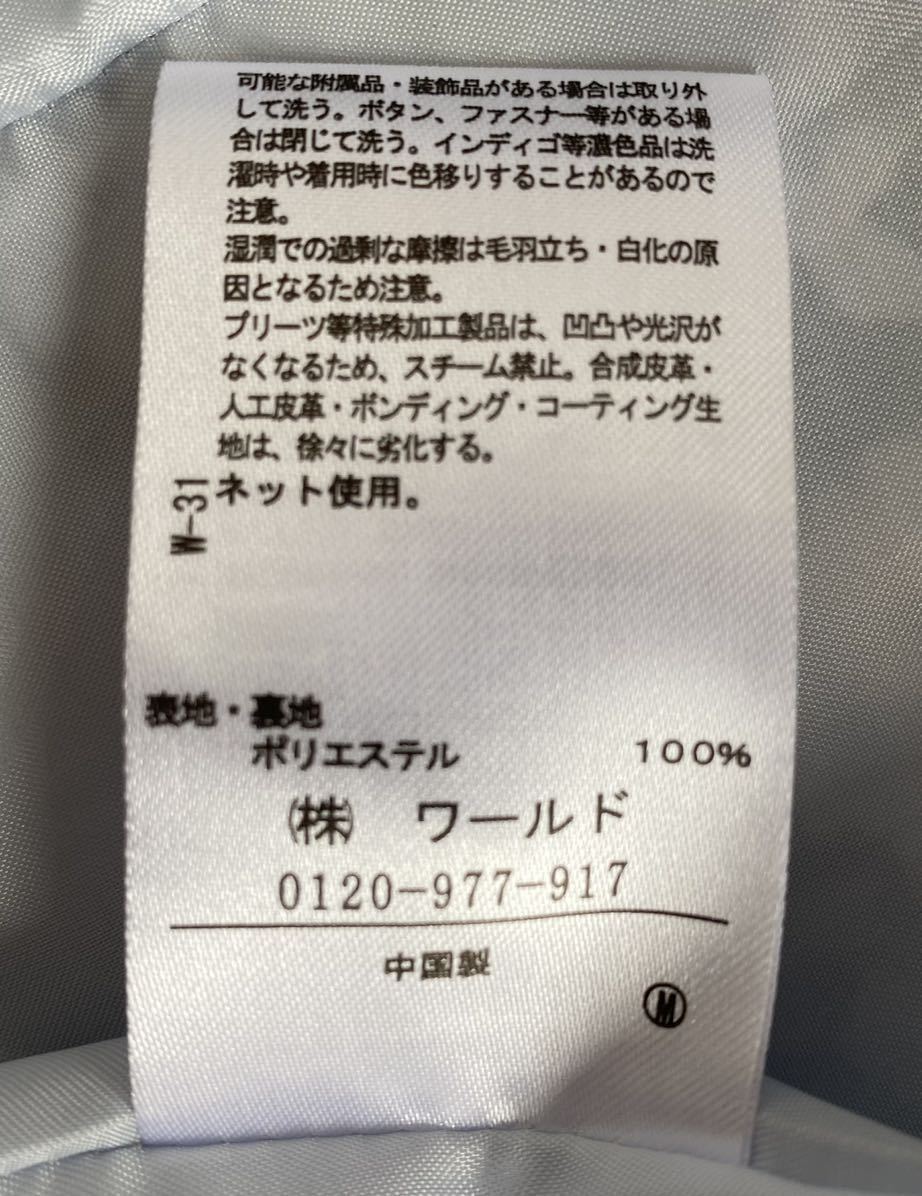 可能な附属品・装飾品がある場合は取り外
して洗う。ボタン、ファスナー等がある場
合は閉じて洗う。インディゴ等濃色品は洗
濯時や着用時に色移りすることがあるので
注意。
湿潤での過剰な摩擦は毛羽立ち・白化の原
因となるため注意。
プリーツ等特殊加工製品は、凹凸や光沢が
なくなるため、スチーム禁止。合成皮革・
人工皮革・ボンディング・コーティング生
地は、徐々に劣化する。
ネット使用。
W-31
表地・裏地
ポリエステル 100%
㈱ ワールド
0120-977-917
中国製
Ⓜ